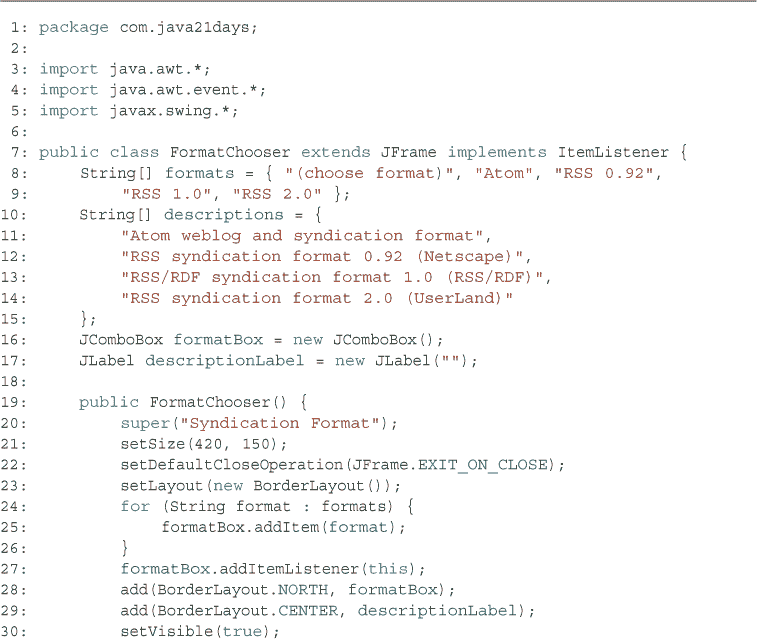 1: package com.java21days;
2:
3: import java.awt.*;
4: import java.awt.event.*;
5: import javax.swing.*;
6:
7: public class FormatChooser extends JFrame implements ItemListener {
8:     String[] formats = { "(choose format)", "Atom", "RSS 0.92",
9:         "RSS 1.0", "RSS 2.0" };
10:     String[] descriptions = {
11:         "Atom weblog and syndication format",
12:         "RSS syndication format 0.92 (Netscape)",
13:         "RSS/RDF syndication format 1.0 (RSS/RDF)",
14:         "RSS syndication format 2.0 (UserLand)"
15:     };
16:     JComboBox formatBox = new JComboBox();
17:     JLabel descriptionLabel = new JLabel("");
18:
19:     public FormatChooser() {
20:         super("Syndication Format");
21:         setSize(420, 150);
22:         setDefaultCloseOperation(JFrame.EXIT_ON_CLOSE);
23:         setLayout(new BorderLayout());
24:         for (String format : formats) {
25:             formatBox.addItem(format);
26:         }
27:         formatBox.addItemListener(this);
28:         add(BorderLayout.NORTH, formatBox);
29:         add(BorderLayout.CENTER, descriptionLabel);
30:         setVisible(true);